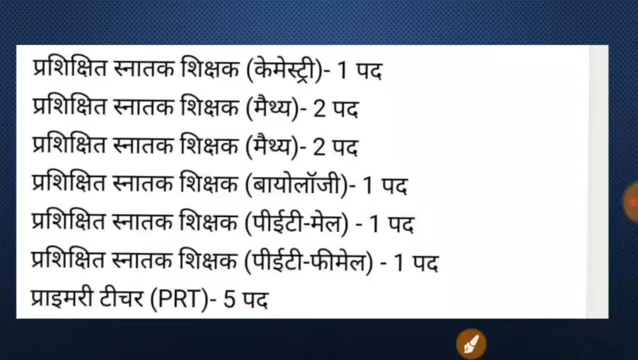 प्रशिक्षित स्नातक शिक्षक (केमेस्ट्री)- 1 पद
प्रशिक्षित स्नातक शिक्षक (मैथ्य)- 2 पद
प्रशिक्षित स्नातक शिक्षक (मैथ्य)- 2 पद
प्रशिक्षित स्नातक शिक्षक (बायोलॉजी)- 1 पद
प्रशिक्षित स्नातक शिक्षक (पीईटी-मेल) - 1 पद
प्रशिक्षित स्नातक शिक्षक (पीईटी-फीमेल) - 1 पद
प्राइमरी टीचर (PRT)- 5 पद